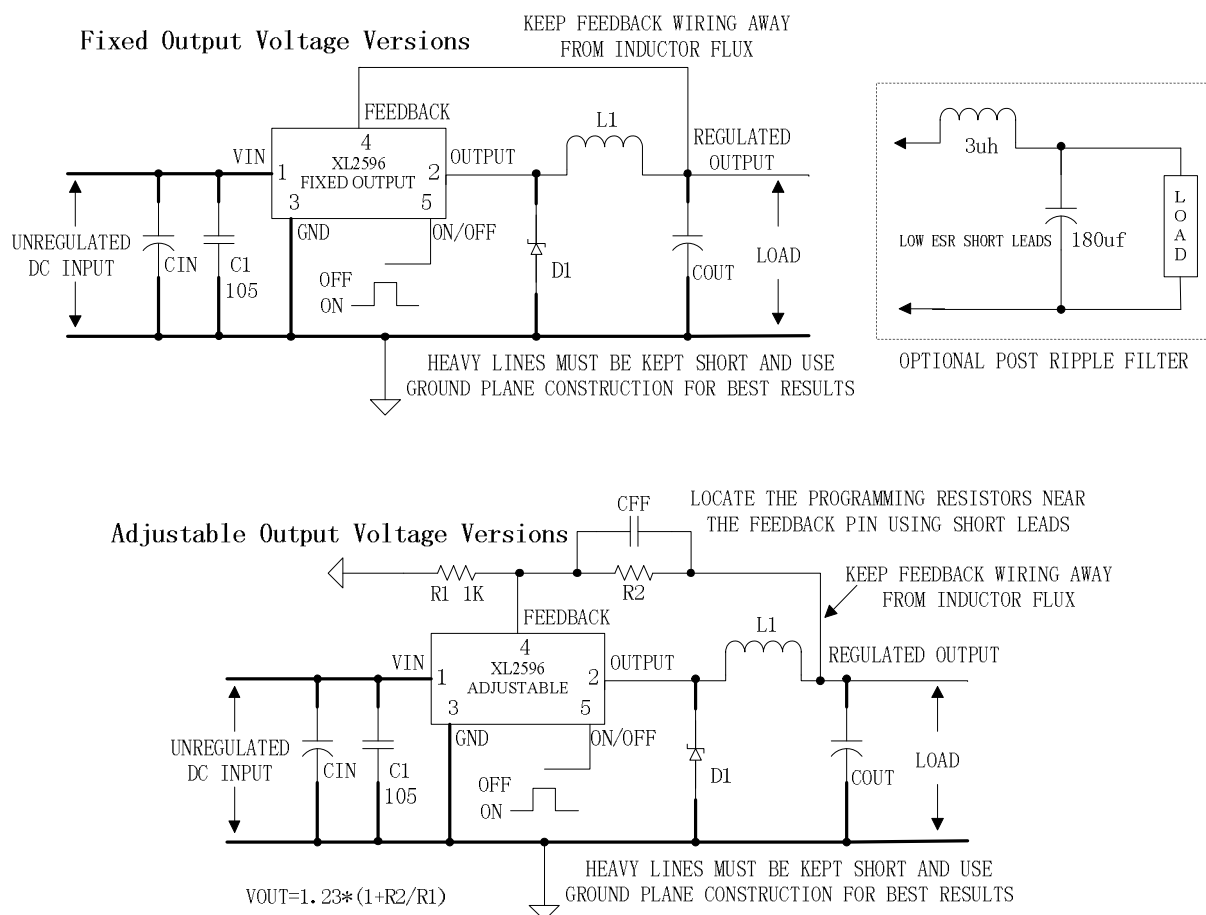 Fixed Output Voltage Versions
KEEP FEEDBACK WIRING AWAY
FROM INDUCTOR FLUX
FEEDBACK
4
XL2596
FIXED OUTPUT
VIN
1
2
3
5
OUTPUT
GND
ON/OFF
L1
REGULATED
OUTPUT
UNREGULATED
DC INPUT
CIN
C1
105
OFF
ON
D1
COUT
LOAD
HEAVY LINES MUST BE KEPT SHORT AND USE
GROUND PLANE CONSTRUCTION FOR BEST RESULTS
3uh
LOW ESR SHORT LEADS
180uf
LOAD
OPTIONAL POST RIPPLE FILTER
Adjustable Output Voltage Versions
CFF
LOCATE THE PROGRAMMING RESISTORS NEAR
THE FEEDBACK PIN USING SHORT LEADS
R1 1K
R2
KEEP FEEDBACK WIRING AWAY
FROM INDUCTOR FLUX
FEEDBACK
4
XL2596
ADJUSTABLE
VIN
1
2
3
5
OUTPUT
GND
ON/OFF
L1
REGULATED OUTPUT
UNREGULATED
DC INPUT
CIN
C1
105
OFF
ON
D1
COUT
LOAD
HEAVY LINES MUST BE KEPT SHORT AND USE
GROUND PLANE CONSTRUCTION FOR BEST RESULTS
VOUT=1.23*(1+R2/R1)